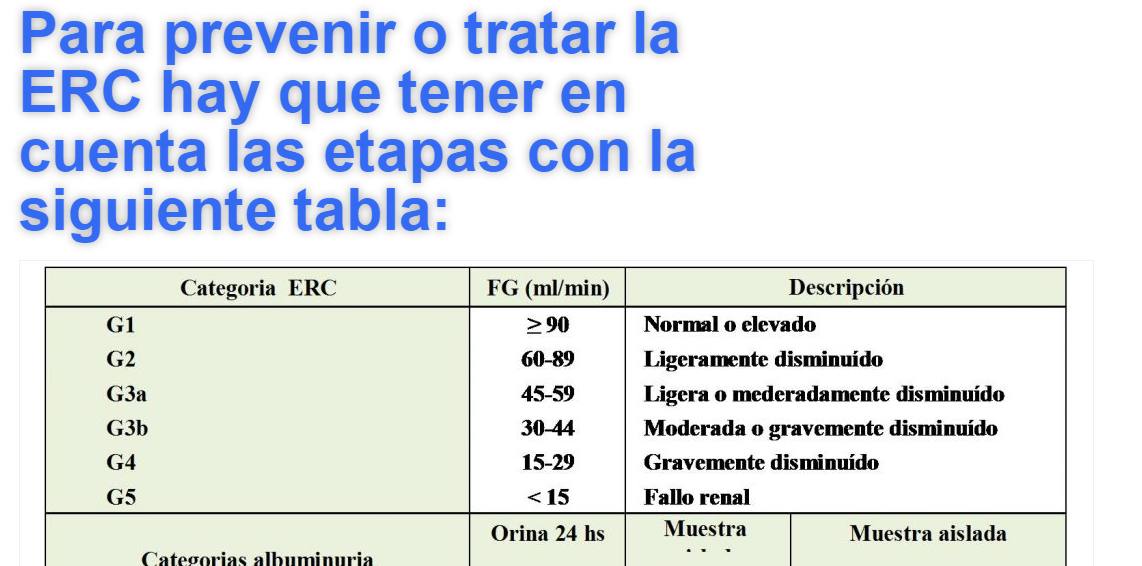 Para prevenir o tratar la
ERC hay que tener en
cuenta las etapas con la
siguiente tabla:
Categoria ERC FG (ml/min) Descripción
G1 ≥ 90 Normal o elevado
G2 60-89 Ligeramente disminuído
G3a 45-59 Ligera o mederadamente disminuído
G3b 30-44 Moderada o gravemente disminuído
G4 15-29 Gravemente disminuído
G5 < 15 Fallo renal
Orina 24 hs Muestra Muestra aislada
Categorias albuminuria